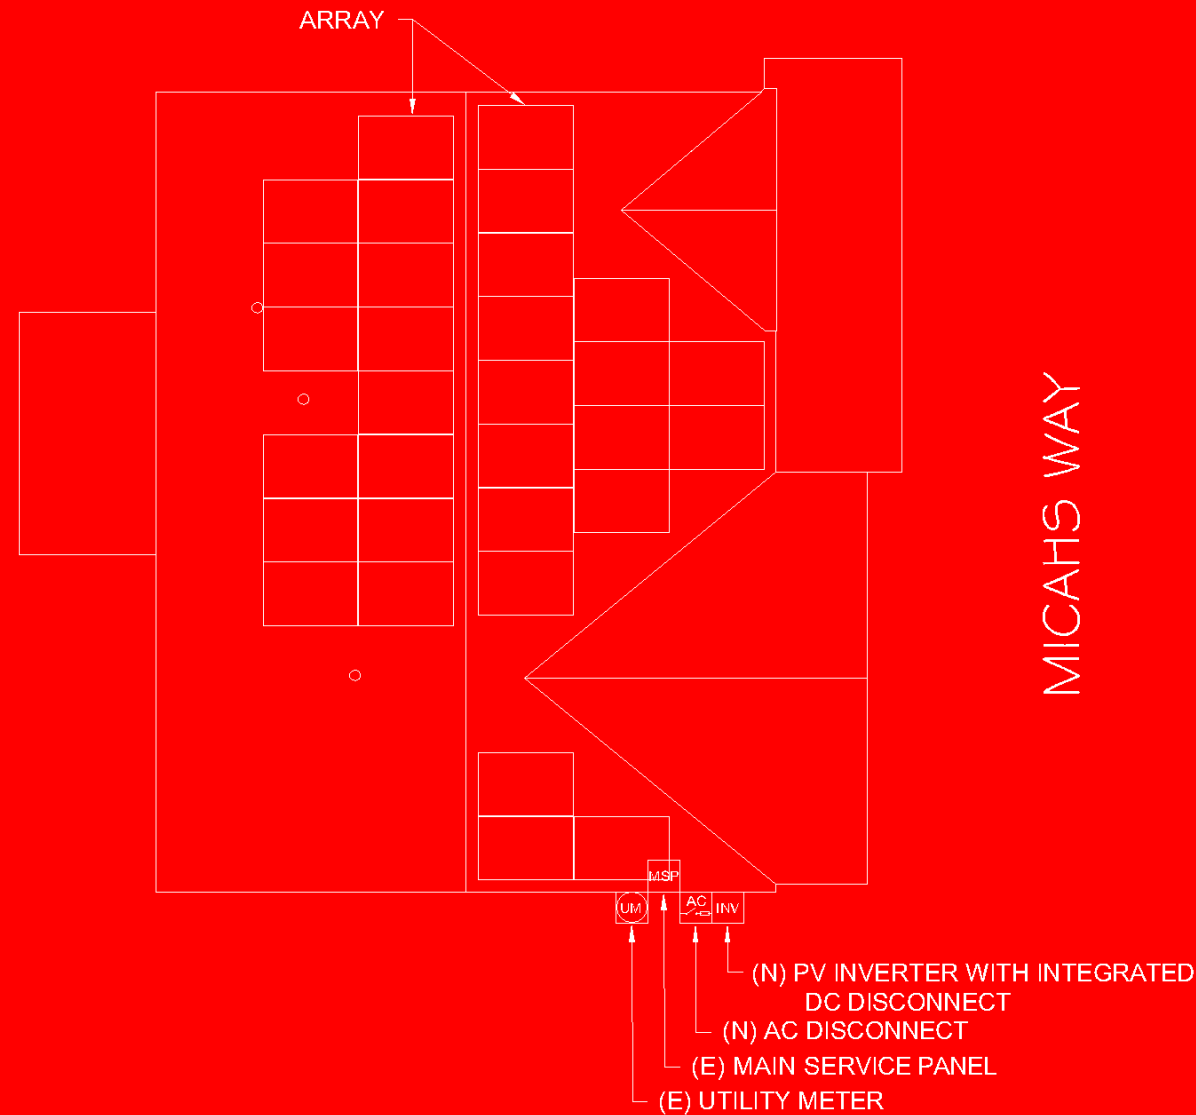 ARRAY
MICAHS WAY
MSP
UM
AC
INV
(N) PV INVERTER WITH INTEGRATED
DC DISCONNECT
(N) AC DISCONNECT
(E) MAIN SERVICE PANEL
(E) UTILITY METER